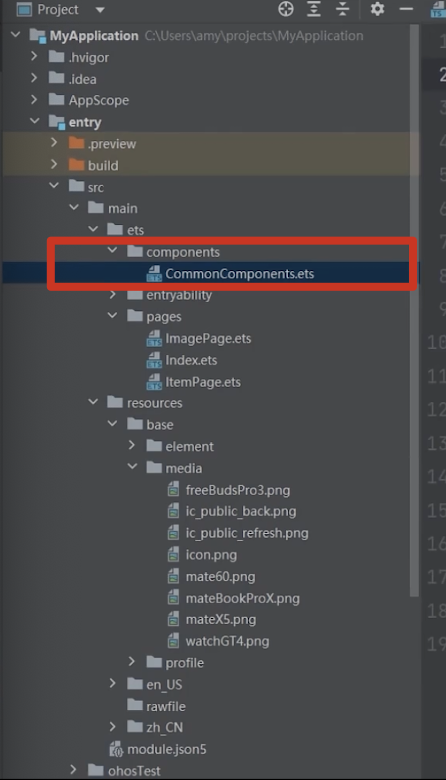 Project
MyApplication C:\Users\amy\projects\MyApplication
.hvigor
.idea
AppScope
entry
.preview
build
src
main
ets
components
CommonComponents.ets
entryability
pages
ImagePage.ets
Index.ets
ItemPage.ets
resources
base
element
media
freeBudsPro3.png
ic_public_back.png
ic_public_refresh.png
icon.png
mate60.png
mateBookProX.png
mateX5.png
watchGT4.png
profile
en_US
rawfile
zh_CN
module.json5
ohosTest
1
2
3
4
5
6
7
8
9
10
11
12
13
14
15
16
17
18
19